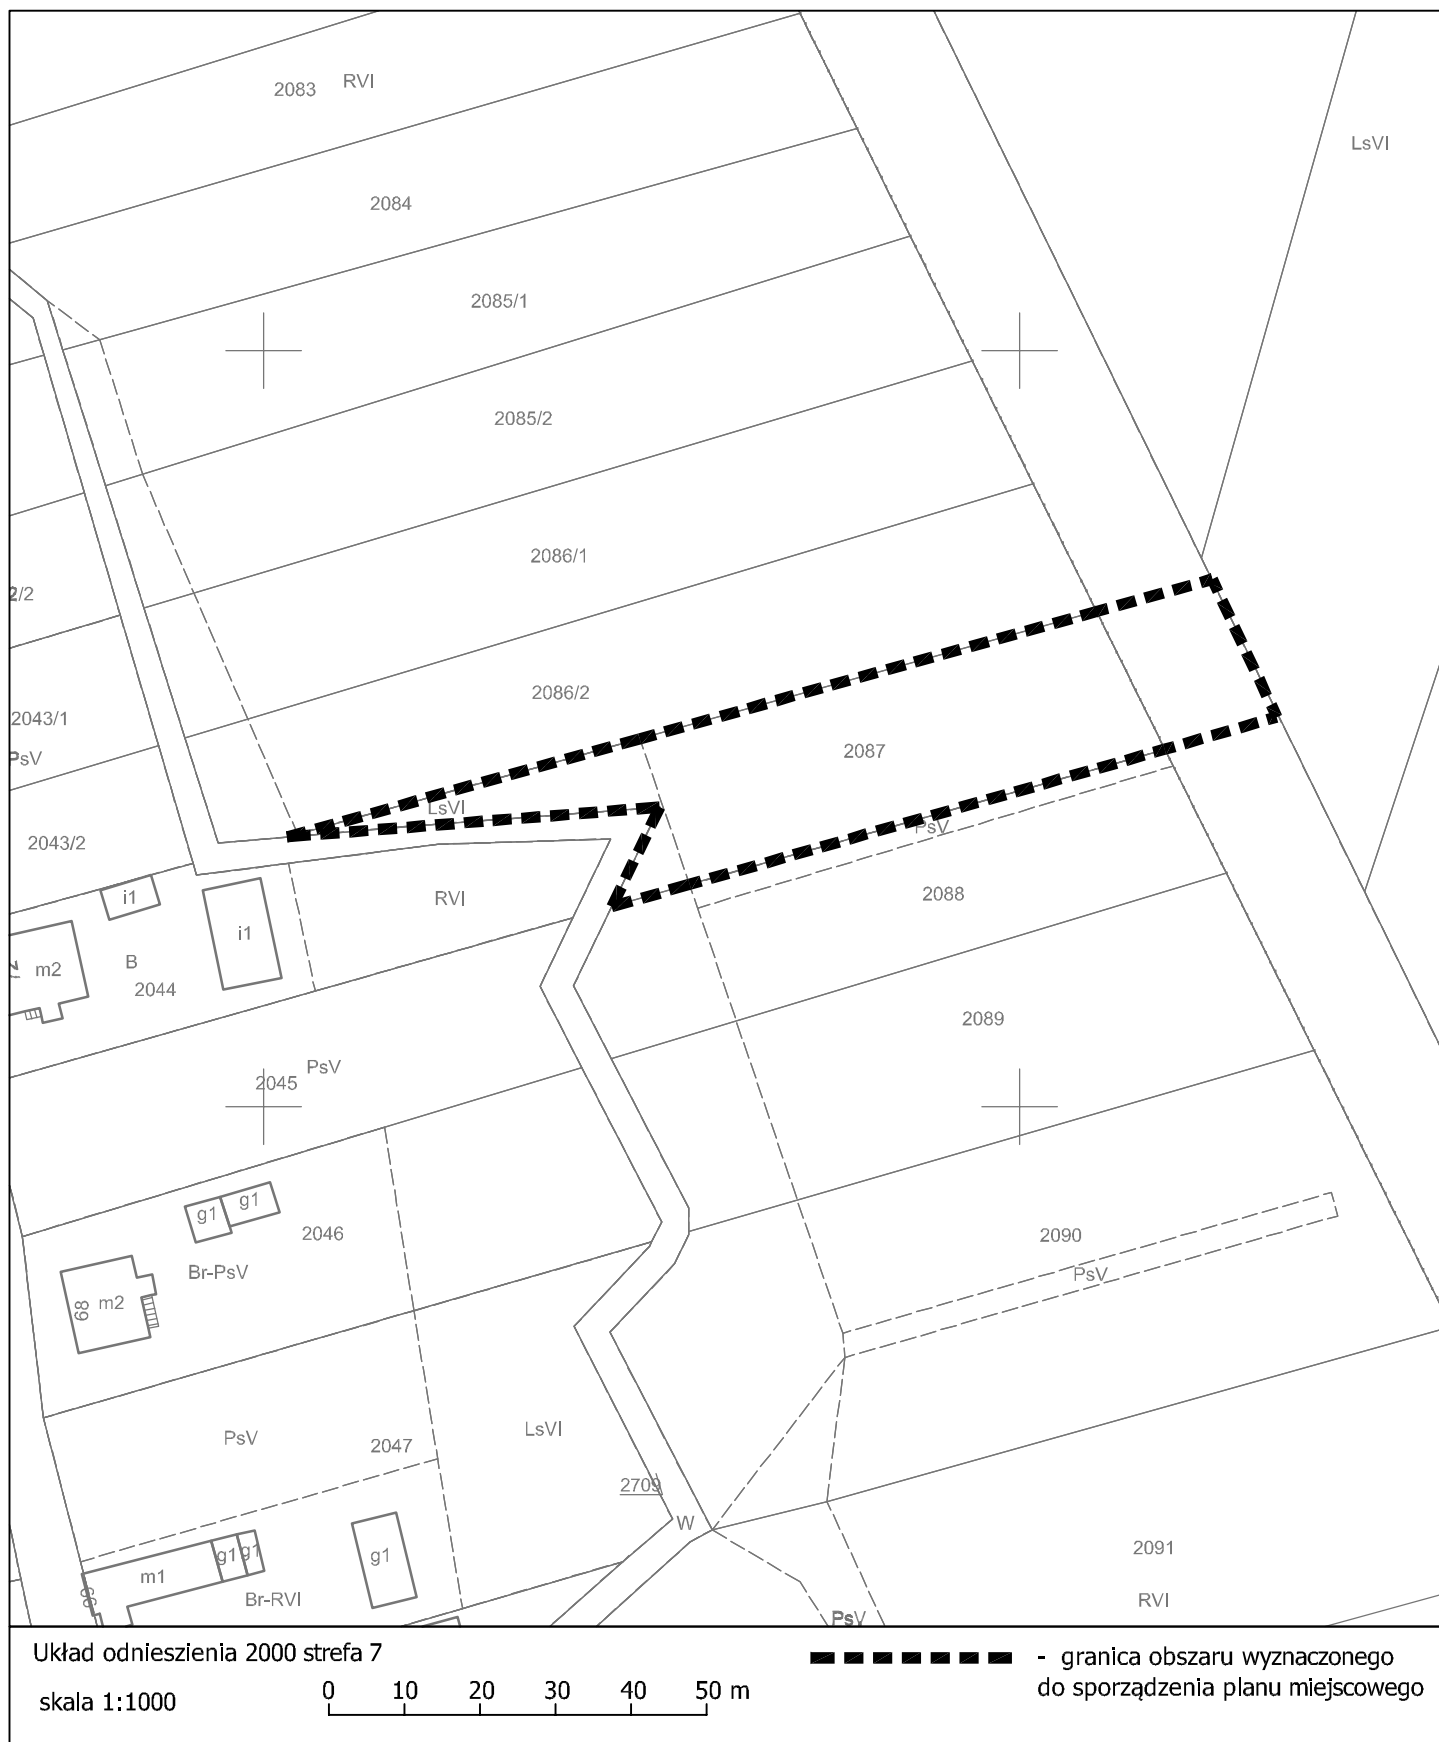 2083
RVI
LsVI
2084
2085/1
2085/2
2086/1
2/2
2086/2
2043/1
PsV
2087
LsVI
2043/2
PsV
2088
i1
RVI
i1
B
m2
2044
2089
PsV
2045
g1
g1
2046
2090
Br-PsV
PsV
68
m2
LsVI
PsV
2047
2709
W
2091
g1
g1
g1
m1
66
Br-RVI
RVI
PsV
Układ odnieszienia 2000 strefa 7
skala 1:1000
0 10 20 30 40 50 m
- granica obszaru wyznaczonego
do sporządzenia planu miejscowego